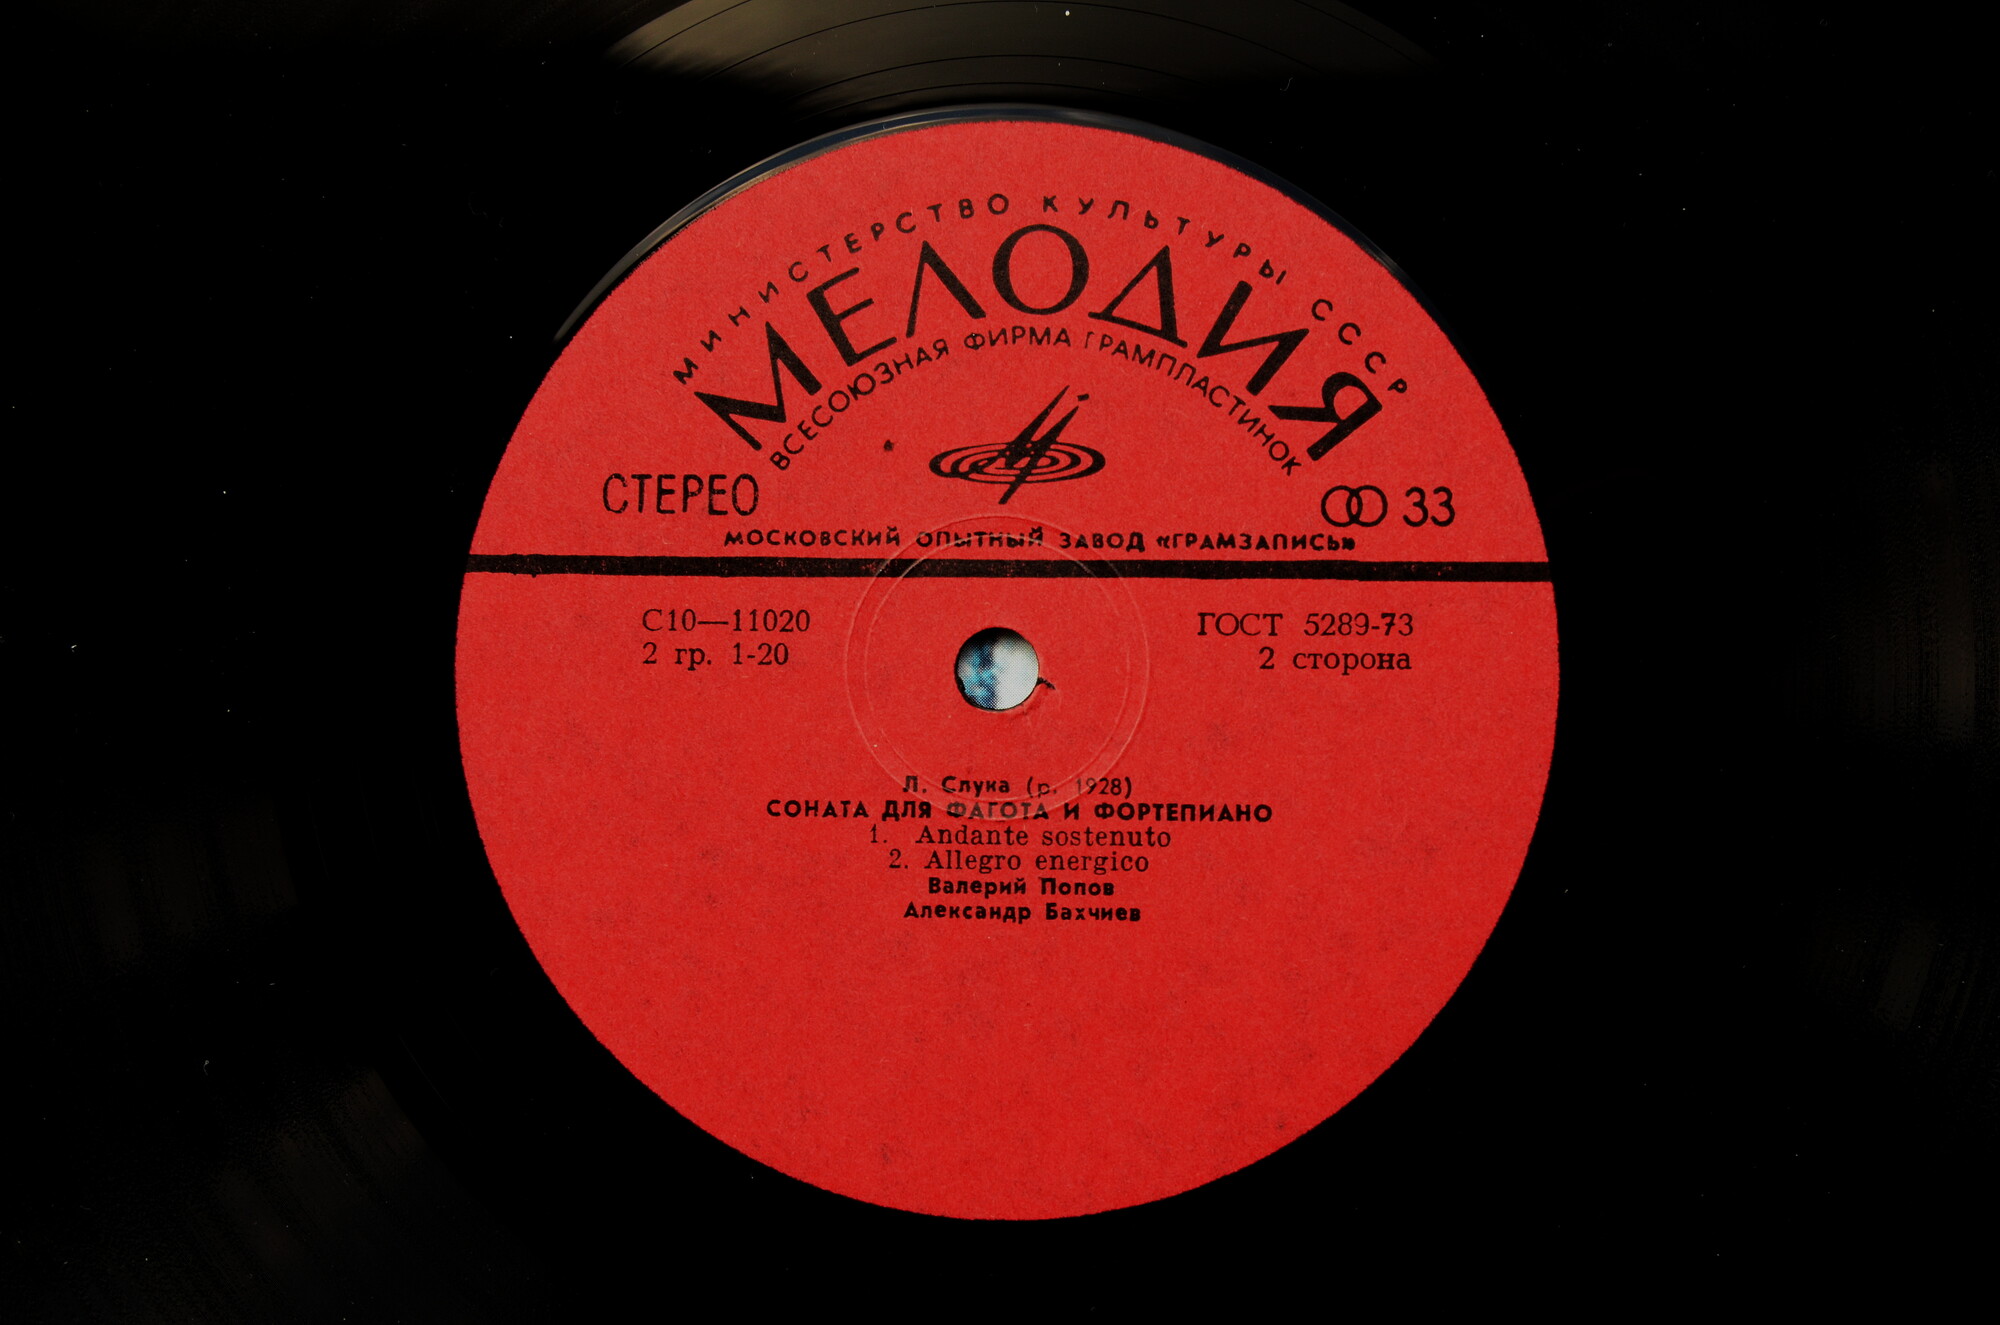 МИНИСТЕРСТВО КУЛЬТУРЫ СССР
МЕЛОДИЯ
ВСЕСОЮЗНАЯ ФИРМА ГРАМПЛАСТИНОК
СТЕРЕО
33
МОСКОВСКИЙ ОПЫТНЫЙ ЗАВОД «ГРАМЗАПИСЬ»
С10—11020
ГОСТ 5289-73
2 гр. 1-20
2 сторона
Л. Слука (р. 1928)
СОНАТА ДЛЯ ФАГОТА И ФОРТЕПИАНО
1. Andante sostenuto
2. Allegro energico
Валерий Попов
Александр Бахчиев